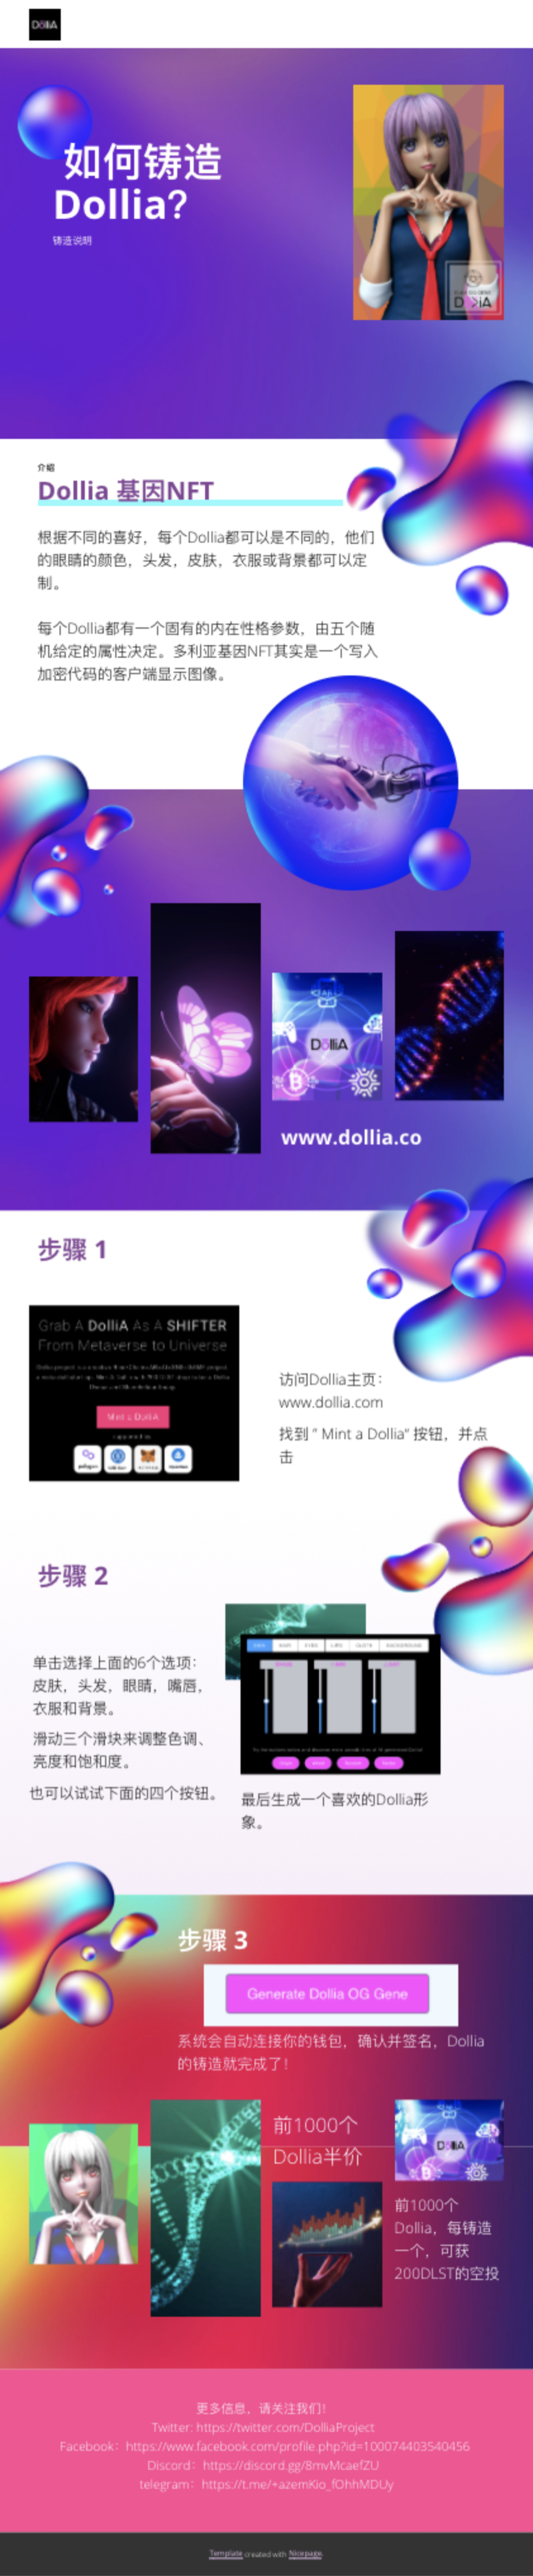 DolliA
如何铸造
Dollia?
铸造说明
DolliA
介绍
Dollia 基因NFT
根据不同的喜好，每个Dollia都可以是不同的，他们
的眼睛的颜色，头发，皮肤，衣服或背景都可以定
制。
每个Dollia都有一个固有的内在性格参数，由五个随
机给定的属性决定。多利亚基因NFT其实是一个写入
加密代码的客户端显示图像。
DolliA
www.dollia.co
步骤 1
Grab A DolliA As A SHIFTER
From Metaverse to Universe
Mint a DolliA
polygon
访问Dollia主页：
www.dollia.com
找到 “ Mint a Dollia” 按钮，并点
击
步骤 2
单击选择上面的6个选项：
皮肤，头发，眼睛，嘴唇，
衣服和背景。
滑动三个滑块来调整色调、
亮度和饱和度。
也可以试试下面的四个按钮。
最后生成一个喜欢的Dollia形
象。
步骤 3
Generate Dollia OG Gene
系统会自动连接你的钱包，确认并签名，Dollia
的铸造就完成了！
前1000个
Dollia半价
DolliA
前1000个
Dollia，每铸造
一个，可获
200DLST的空投
更多信息，请关注我们！
Twitter: https://twitter.com/DolliaProject
Facebook：https://www.facebook.com/profile.php?id=100074403540456
Discord：https://discord.gg/8mvMcaefZU
telegram：https://t.me/+azemKio_fOhhMDUy
Template created with Nicepage.